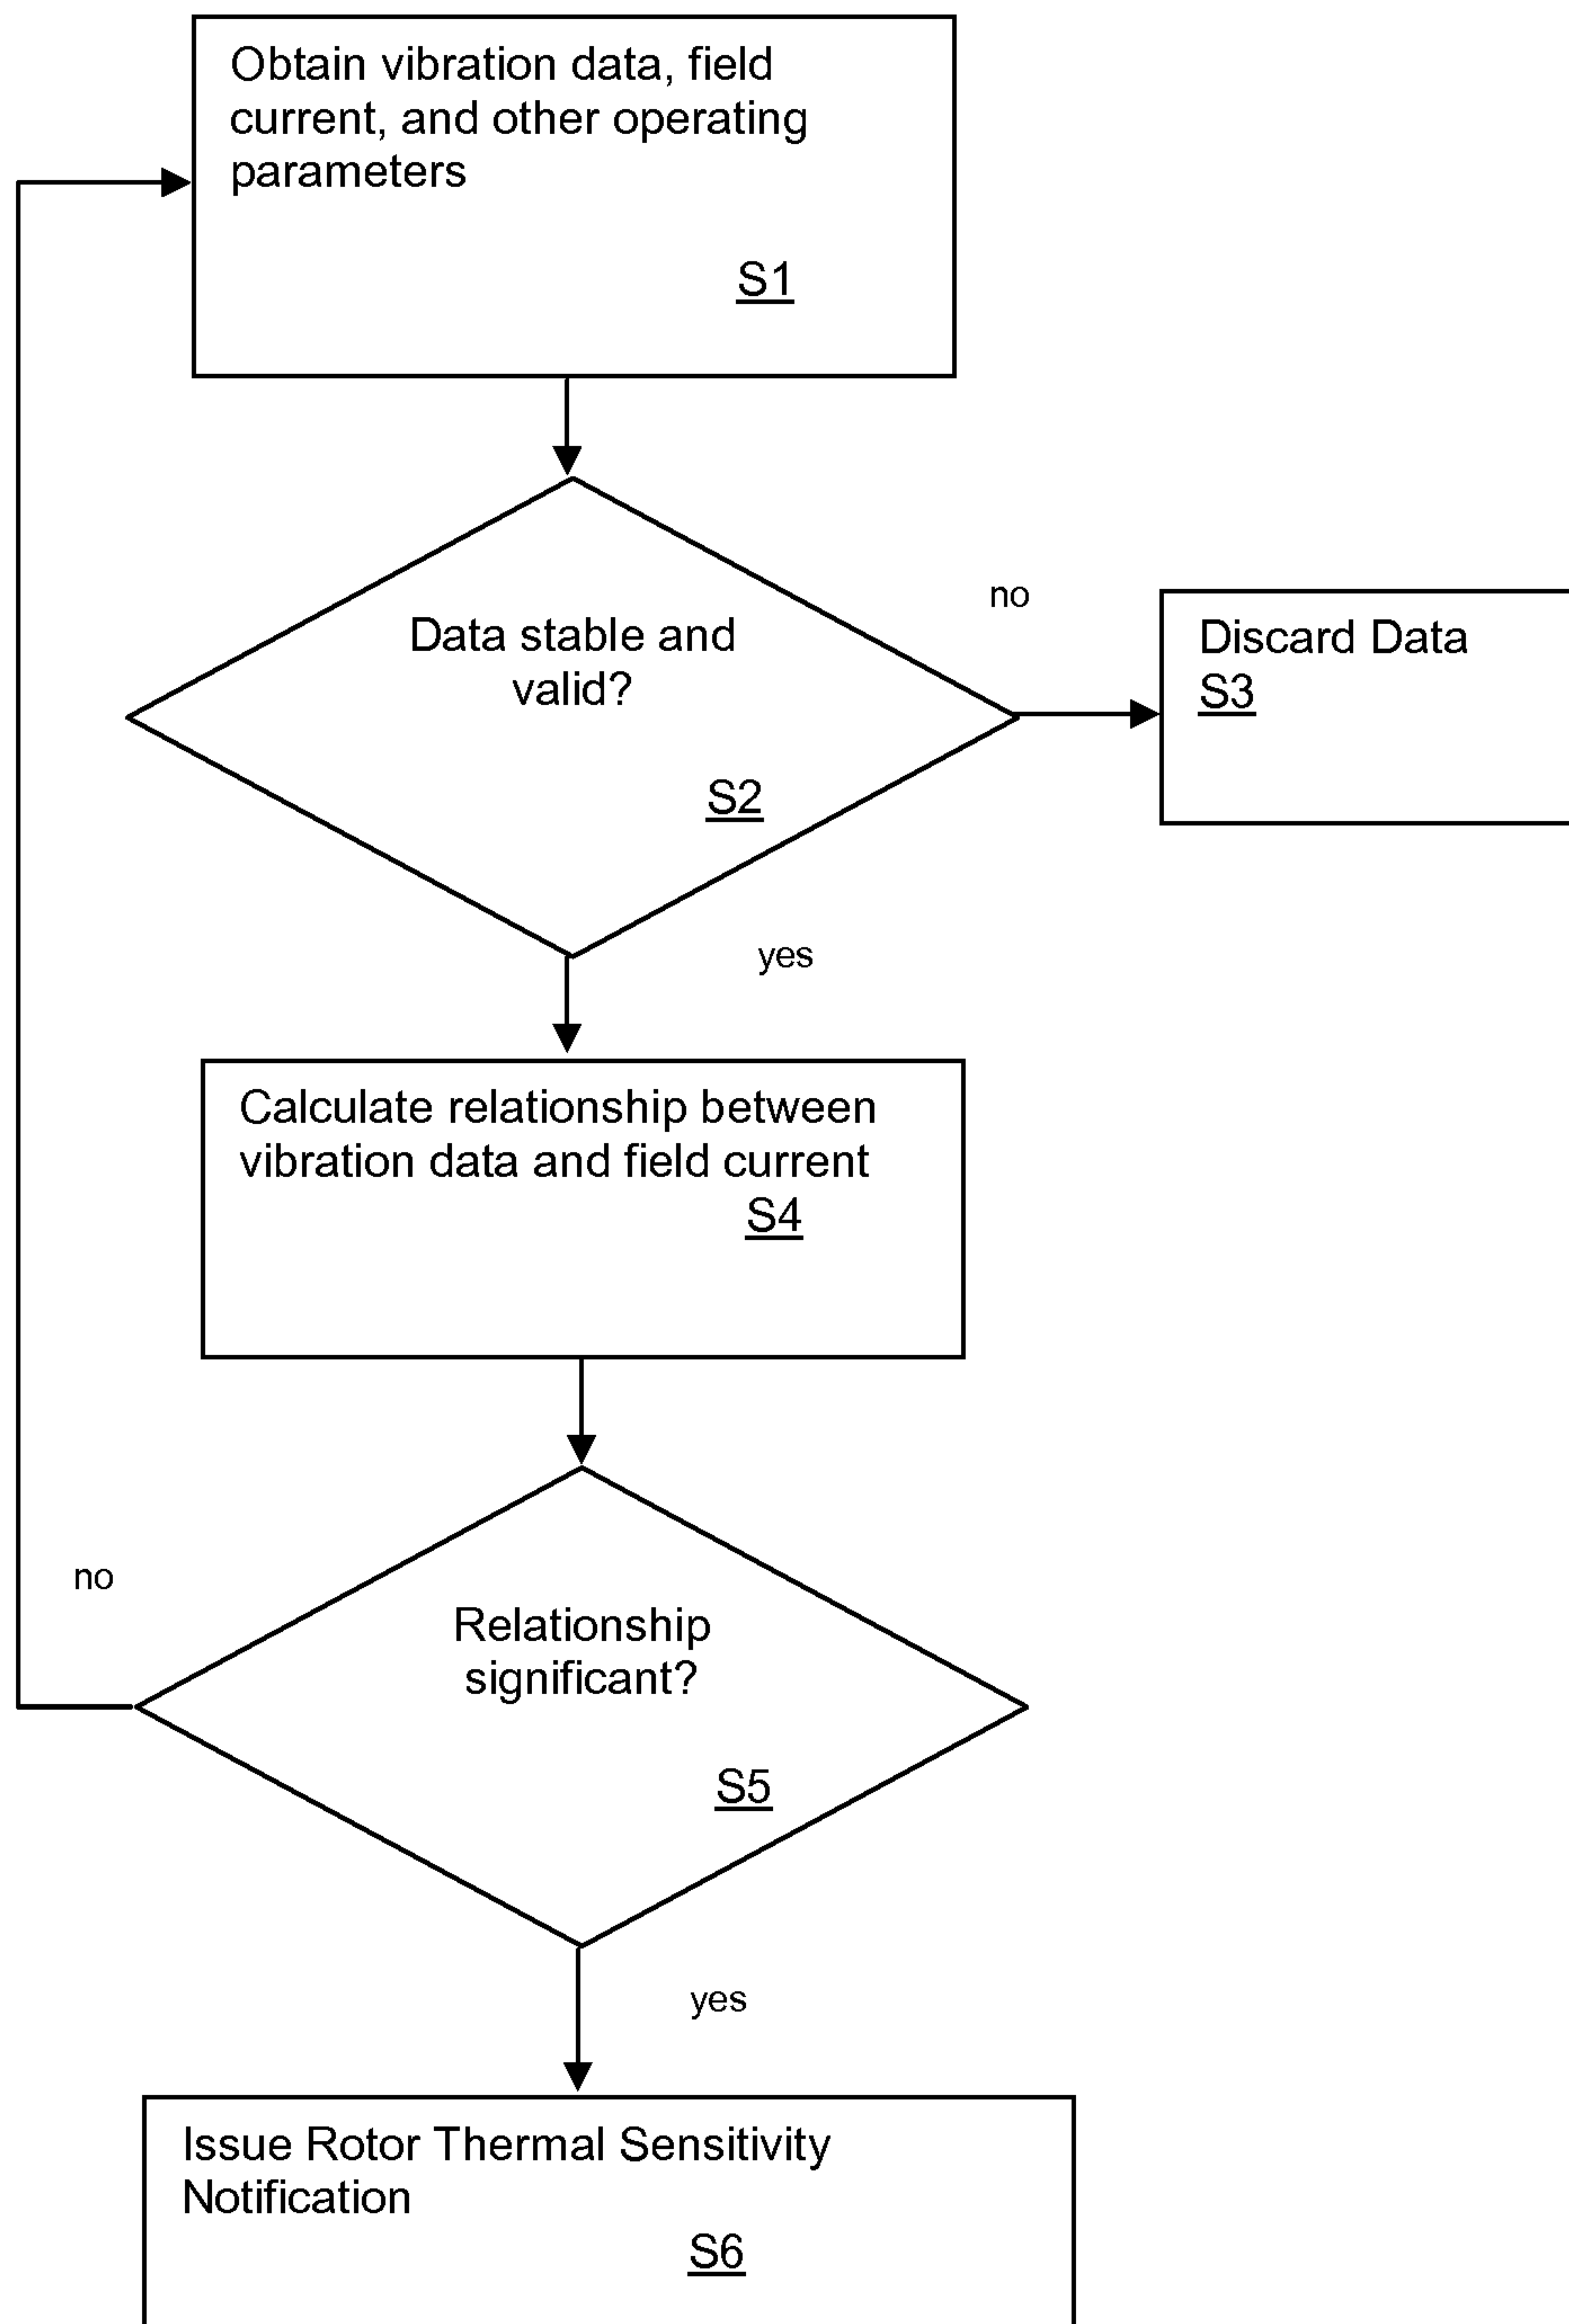 Obtain vibration data, field
current, and other operating
parameters
S1
Data stable and
valid?
S2
no
Discard Data
S3
yes
Calculate relationship between
vibration data and field current
S4
no
Relationship
significant?
S5
yes
Issue Rotor Thermal Sensitivity
Notification
S6